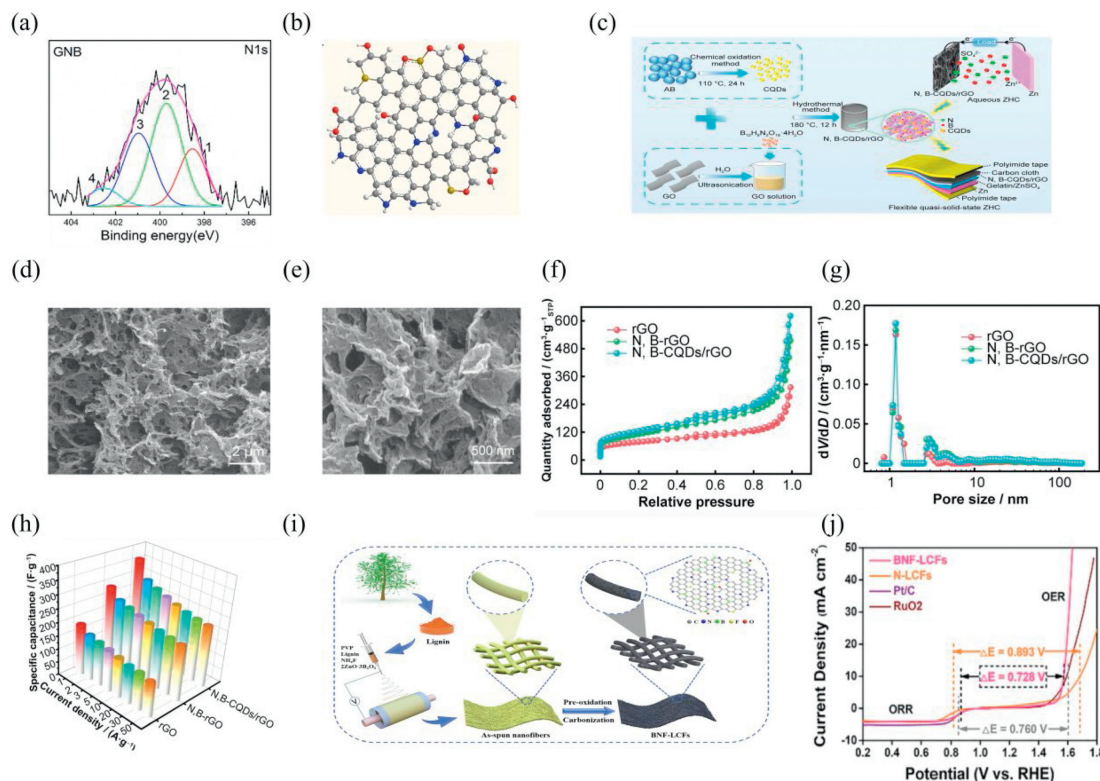 (a)
GNB
N1s
2
3
1
4
404
402
400
398
Binding energy(eV)
(b)
(c)
Chemical oxidation
method
110 °C, 24 h
AB
CQDs
Hydrothermal
method
180 °C, 12 h
N, B-CQDs/rGO
H₂O
Ultrasonication
GO
GO solution
e⁻
Load
e⁻
Zn
N, B-CQDs/rGO
Aqueous ZHC
N
B
CQDs
Polyimide tape
Carbon cloth
N, B-CQDs/rGO
Gelatin/ZnSO₄
Zn
Polyimide tape
Flexible quasi-solid-state ZHC
(d)
2 μm
(e)
500 nm
(f)
Quantity adsorbed / (cm³·g⁻¹ STP)
600
480
360
240
120
0
rGO
N, B-rGO
N, B-CQDs/rGO
0
0.2
0.4
0.6
0.8
1.0
Relative pressure
(g)
dV/dD / (cm³·g⁻¹·nm⁻¹)
0.20
0.15
0.10
0.05
0
rGO
N, B-rGO
N, B-CQDs/rGO
1
10
100
Pore size / nm
(h)
Specific capacitance / (F·g⁻¹)
400
350
300
250
200
150
100
50
0
Current density / (A·g⁻¹)
rGO
N,B-rGO
N,B-CQDs/rGO
(i)
Lignin
PVP
Lignin
NH₄F
2ZnO·3B₂O₃
C
N
B
F
O
As-spun nanofibers
Pre-oxidation
Carbonization
BNF-LCFs
(j)
Current Density (mA cm⁻²)
50
40
30
20
10
0
-10
BNF-LCFs
N-LCFs
Pt/C
RuO2
OER
△E = 0.893 V
△E = 0.728 V
ORR
△E = 0.760 V
0.2
0.4
0.6
0.8
1.0
1.2
1.4
1.6
1.8
Potential (V vs. RHE)